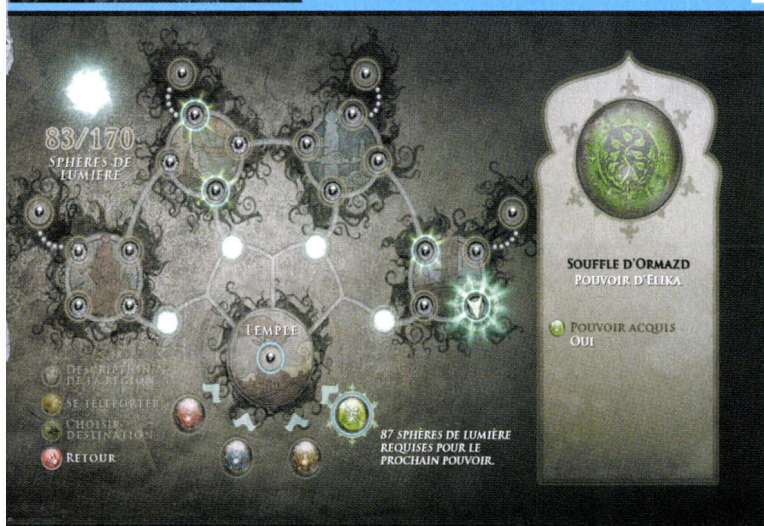 83/170
SPHÈRES DE
LUMIÈRE
TEMPLE
DESCRIPTION
DE LA RÉGION
SE TÉLÉPORTER
CHOISIR
DESTINATION
RETOUR
87 SPHÈRES DE LUMIÈRE
REQUISES POUR LE
PROCHAIN POUVOIR.
SOUFFLE D'ORMAZD
POUVOIR D'ELIKA
POUVOIR ACQUIS
OUI